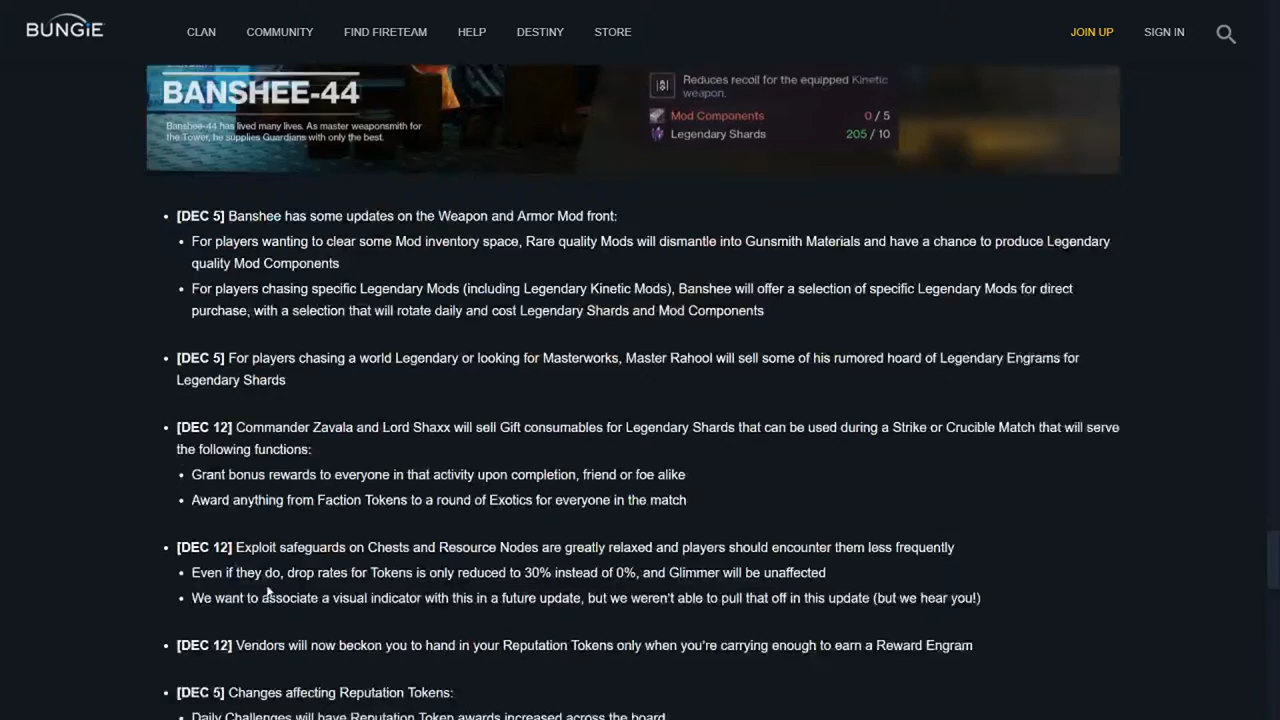 BUNGiE
CLAN
COMMUNITY
FIND FIRETEAM
HELP
DESTINY
STORE
JOIN UP
SIGN IN
BANSHEE-44
Banshee-44 has lived many lives. As master weaponsmith for
the Tower, he supplies Guardians with only the best.
Reduces recoil for the equipped Kinetic
weapon.
Mod Components 0 / 5
Legendary Shards 205 / 10
• [DEC 5] Banshee has some updates on the Weapon and Armor Mod front:
• For players wanting to clear some Mod inventory space, Rare quality Mods will dismantle into Gunsmith Materials and have a chance to produce Legendary
quality Mod Components
• For players chasing specific Legendary Mods (including Legendary Kinetic Mods), Banshee will offer a selection of specific Legendary Mods for direct
purchase, with a selection that will rotate daily and cost Legendary Shards and Mod Components
• [DEC 5] For players chasing a world Legendary or looking for Masterworks, Master Rahool will sell some of his rumored hoard of Legendary Engrams for
Legendary Shards
• [DEC 12] Commander Zavala and Lord Shaxx will sell Gift consumables for Legendary Shards that can be used during a Strike or Crucible Match that will serve
the following functions:
• Grant bonus rewards to everyone in that activity upon completion, friend or foe alike
• Award anything from Faction Tokens to a round of Exotics for everyone in the match
• [DEC 12] Exploit safeguards on Chests and Resource Nodes are greatly relaxed and players should encounter them less frequently
• Even if they do, drop rates for Tokens is only reduced to 30% instead of 0%, and Glimmer will be unaffected
• We want to associate a visual indicator with this in a future update, but we weren't able to pull that off in this update (but we hear you!)
• [DEC 12] Vendors will now beckon you to hand in your Reputation Tokens only when you're carrying enough to earn a Reward Engram
• [DEC 5] Changes affecting Reputation Tokens:
• Daily Challenges will have Reputation Token awards increased across the board